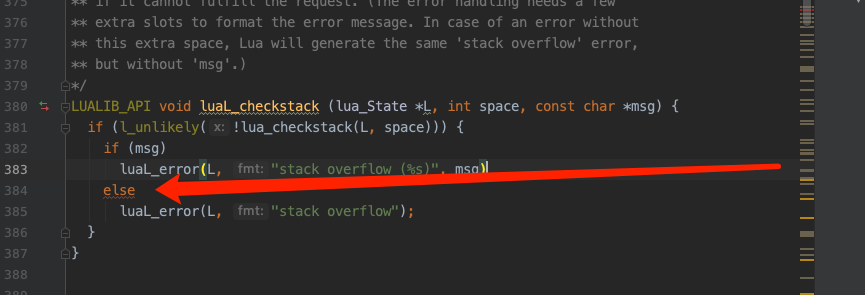 375 ** if it cannot fulfill the request. (The error handling needs a few
376 ** extra slots to format the error message. In case of an error without
377 ** this extra space, Lua will generate the same 'stack overflow' error,
378 ** but without 'msg'.)
379 */
380 LUALIB_API void luaL_checkstack (lua_State *L, int space, const char *msg) {
381 if (l_unlikely( x: !lua_checkstack(L, space))) {
382 if (msg)
383 luaL_error(L, fmt: "stack overflow (%s)", msg)
384 else
385 luaL_error(L, fmt: "stack overflow");
386 }
387 }
388